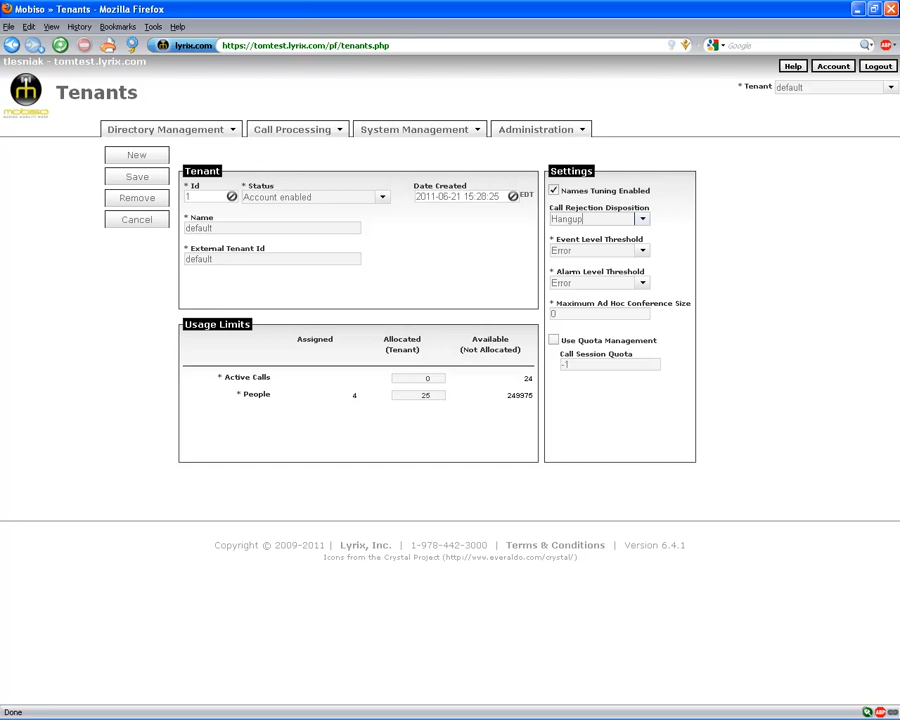 Mobiso » Tenants - Mozilla Firefox
File Edit View History Bookmarks Tools Help
lyrix.com https://tomtest.lyrix.com/pf/tenants.php Google ABP
tlesniak - tomtest.lyrix.com
Help Account Logout
Tenants
* Tenant default
mobiso
Directory Management Call Processing System Management Administration
New
Save
Remove
Cancel
Tenant
* Id * Status Date Created
1 Account enabled 2011-06-21 15:28:25 EDT
* Name
default
* External Tenant Id
default
Settings
Names Tuning Enabled
Call Rejection Disposition
Hangup
* Event Level Threshold
Error
* Alarm Level Threshold
Error
* Maximum Ad Hoc Conference Size
0
Use Quota Management
Call Session Quota
-1
Usage Limits
Assigned Allocated (Tenant) Available (Not Allocated)
* Active Calls 0 24
* People 4 25 249975
Copyright © 2009-2011 | Lyrix, Inc. | 1-978-442-3000 | Terms & Conditions | Version 6.4.1
Icons from the Crystal Project (http://www.everaldo.com/crystal/)
Done ABP